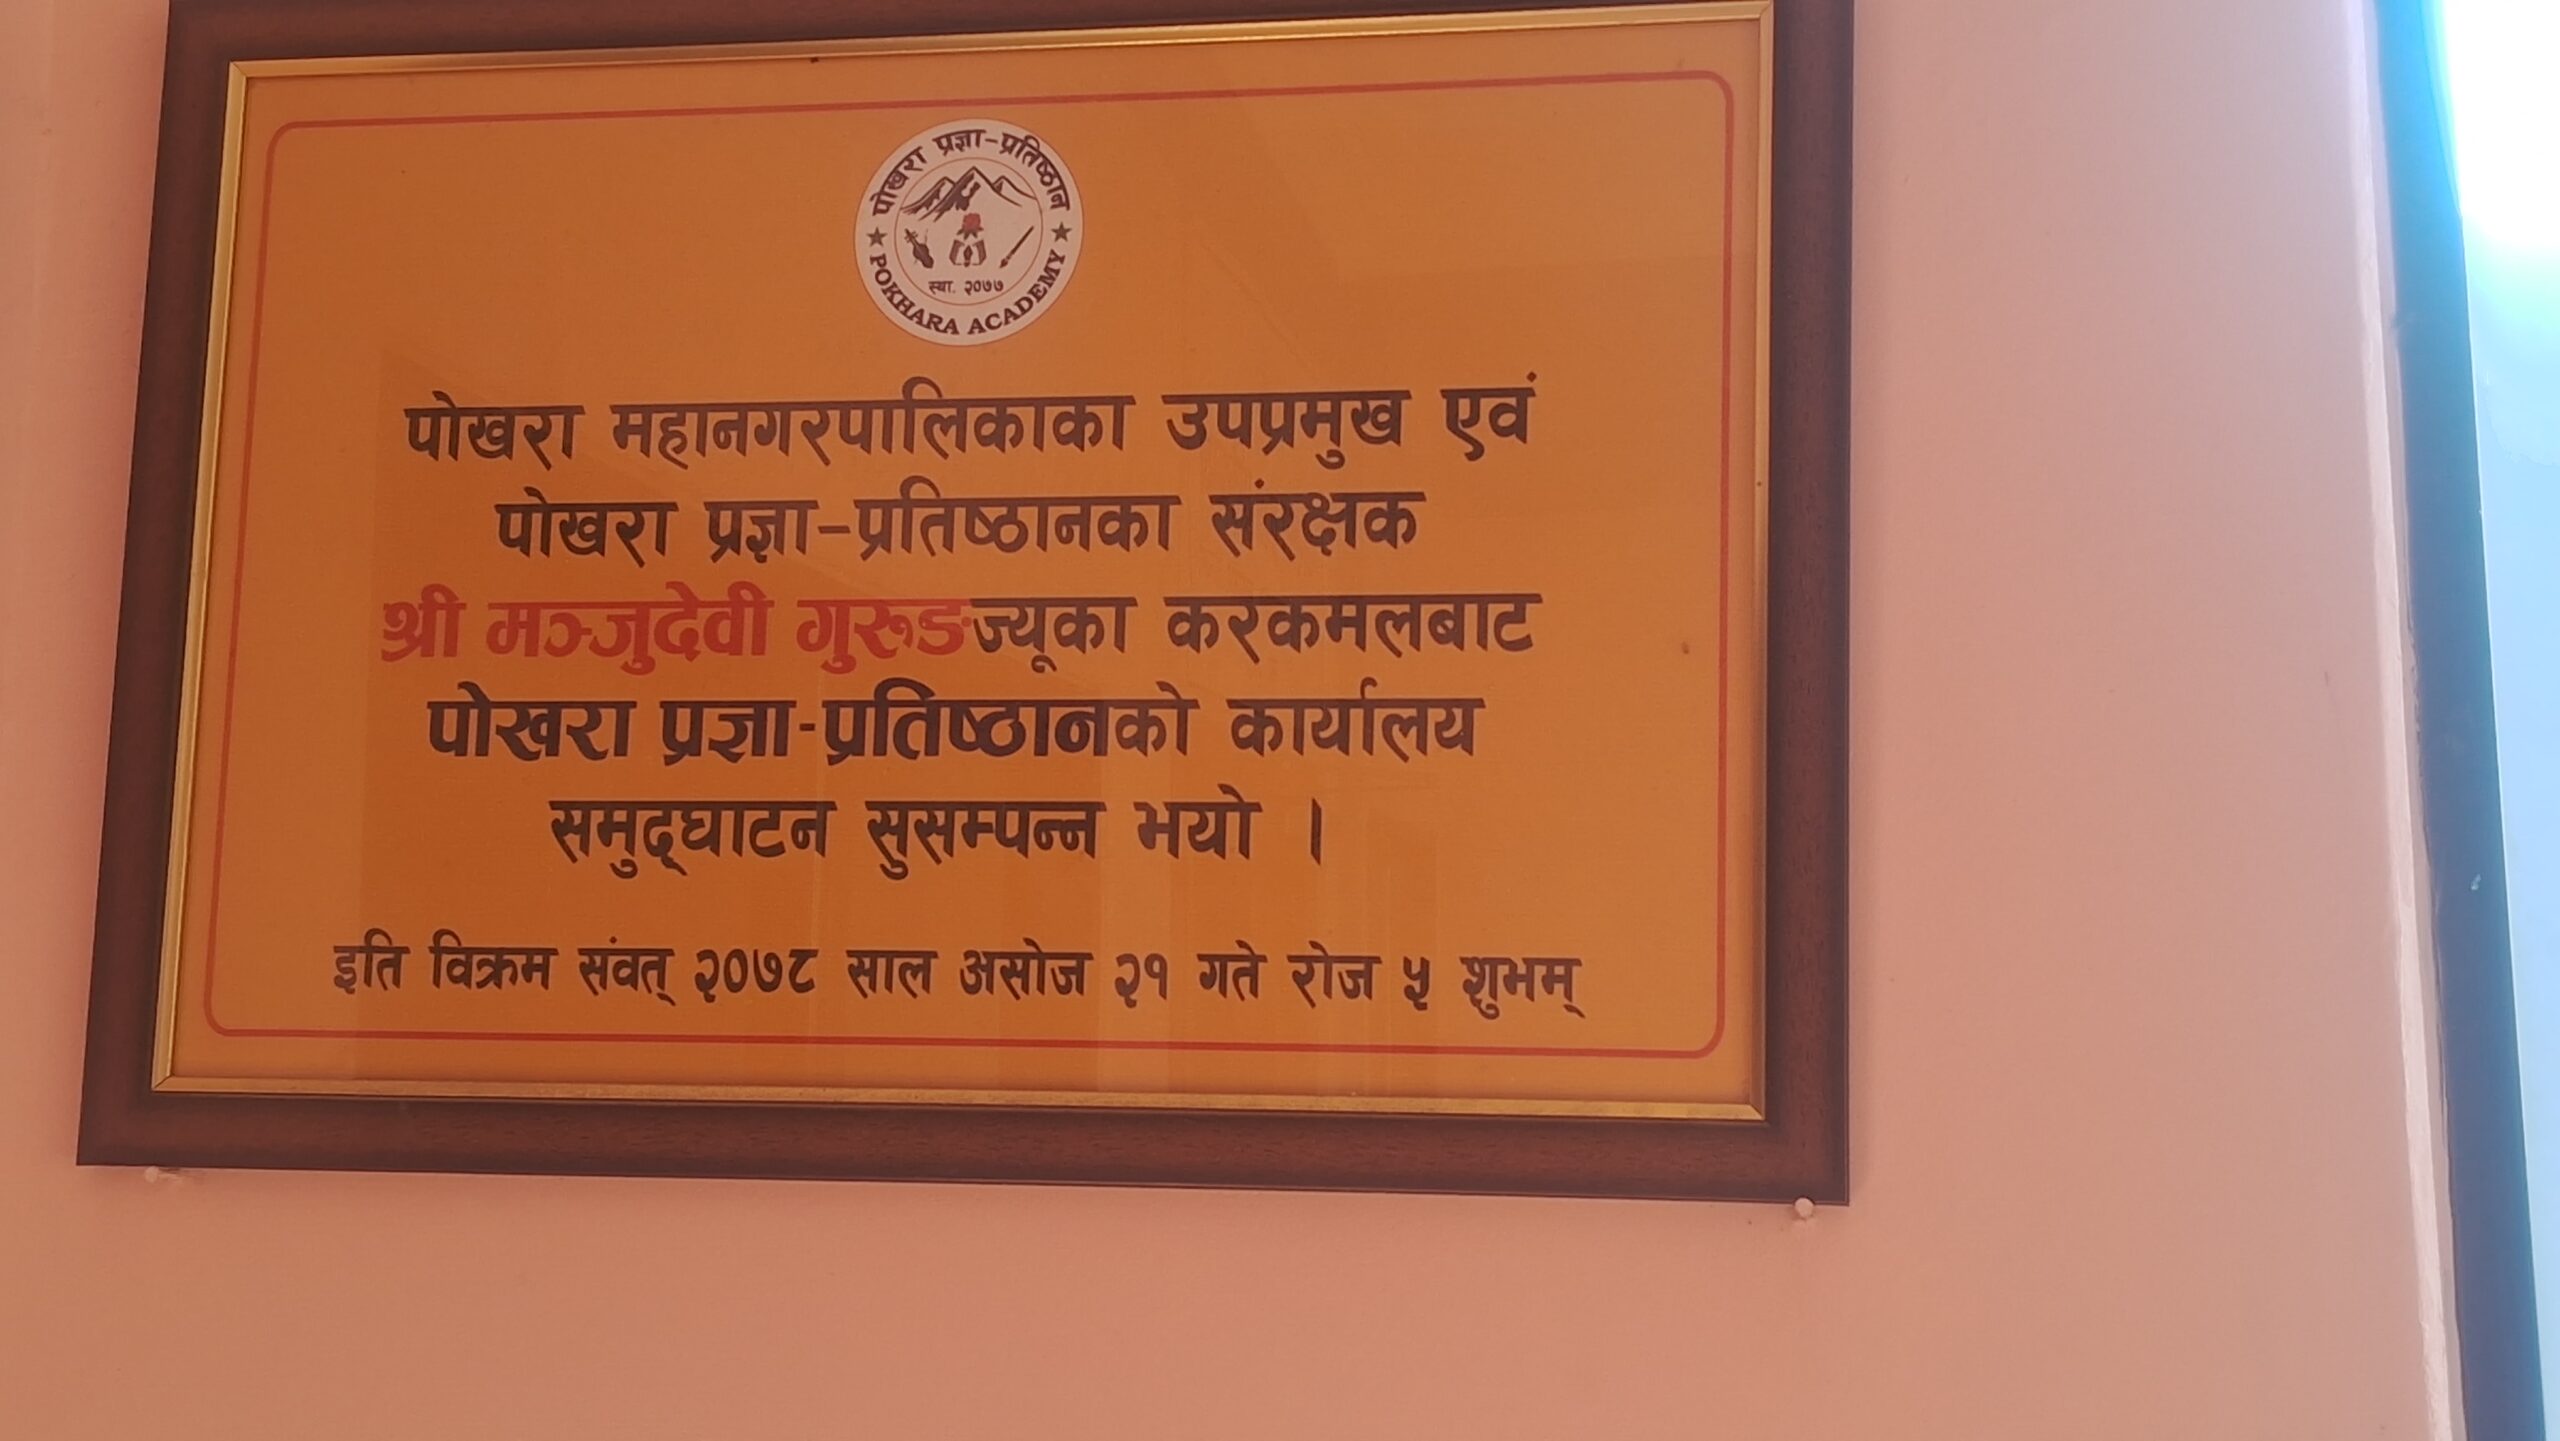 पोखरा प्रज्ञा-प्रतिष्ठान
स्था. २०७७
POKHARA ACADEMY
पोखरा महानगरपालिकाका उपप्रमुख एवं
पोखरा प्रज्ञा-प्रतिष्ठानका संरक्षक
श्री मञ्जुदेवी गुरुङज्यूका करकमलबाट
पोखरा प्रज्ञा-प्रतिष्ठानको कार्यालय
समुद्‌घाटन सुसम्पन्न भयो ।
इति विक्रम संवत् २०७८ साल असोज २१ गते रोज ५ शुभम्